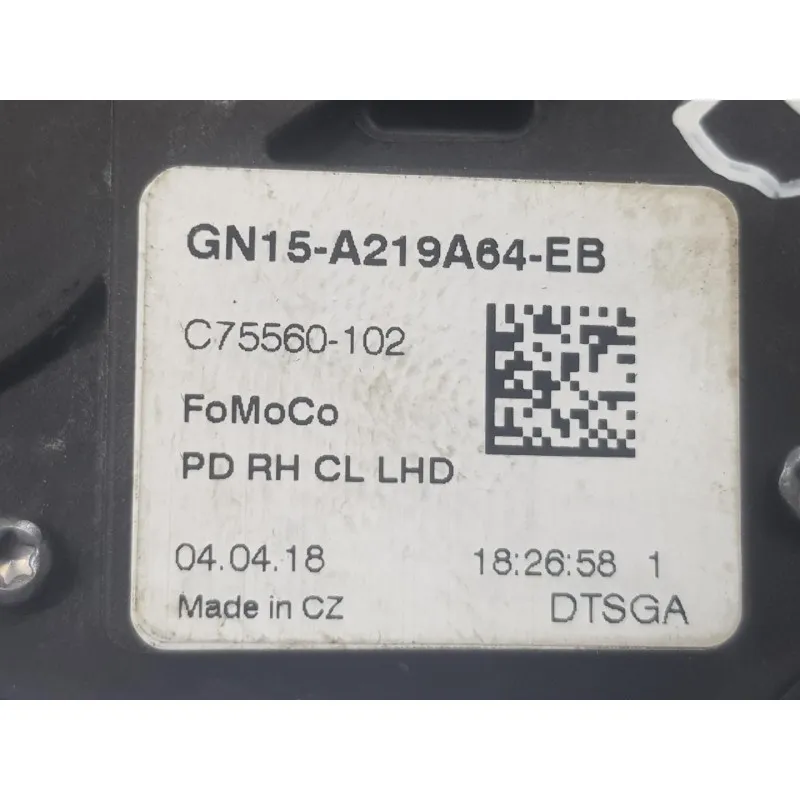 GN15-A219A64-EB
C75560-102
FoMoCo
PD RH CL LHD
04.04.18 18:26:58 1
Made in CZ DTSGA